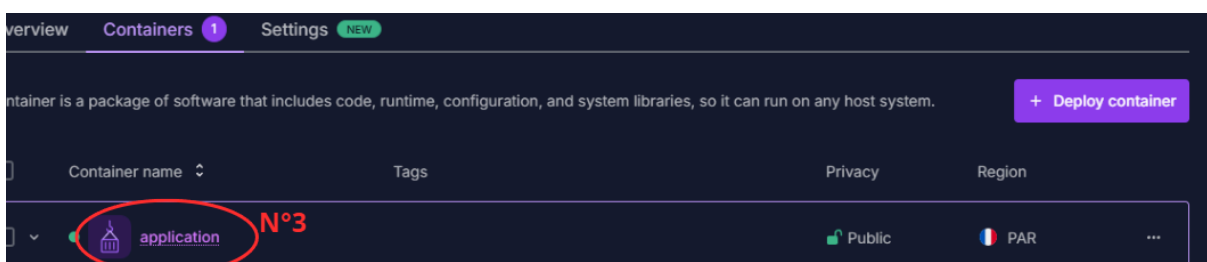 verview Containers 1 Settings NEW
ntainer is a package of software that includes code, runtime, configuration, and system libraries, so it can run on any host system.
+ Deploy container
Container name Tags Privacy Region
application N°3 Public PAR ...